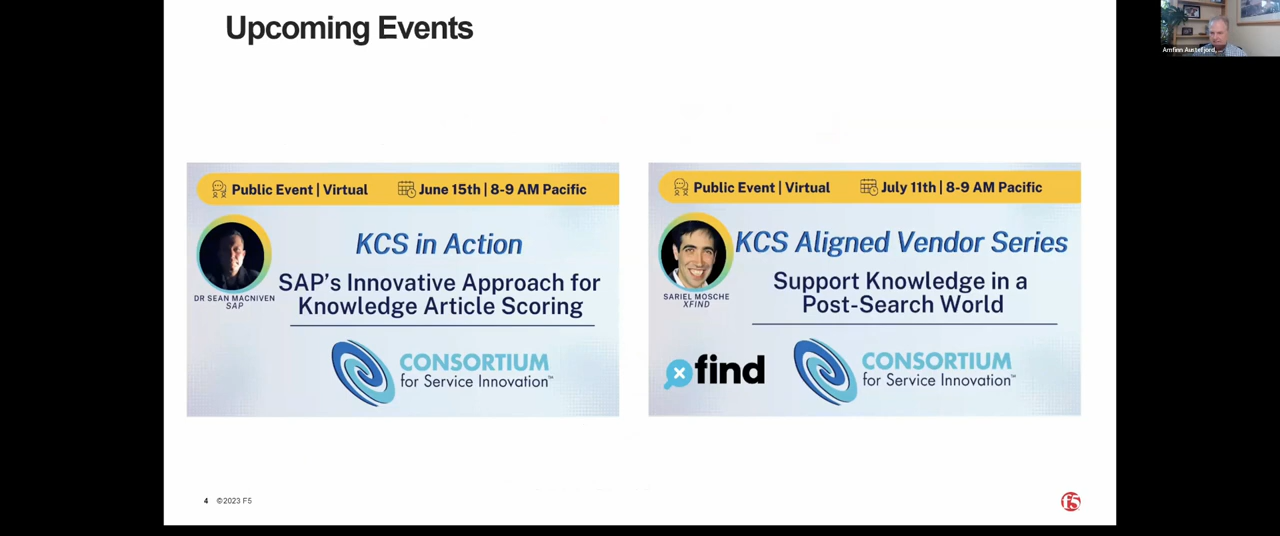 Upcoming Events
Arnfinn Austefjord, ...
Public Event | Virtual
June 15th | 8-9 AM Pacific
KCS in Action
SAP's Innovative Approach for
Knowledge Article Scoring
DR SEAN MACNIVEN
SAP
CONSORTIUM
for Service Innovation™
Public Event | Virtual
July 11th | 8-9 AM Pacific
KCS Aligned Vendor Series
Support Knowledge in a
Post-Search World
SARIEL MOSCHE
XFIND
x find
CONSORTIUM
for Service Innovation™
4 ©2023 F5
f5